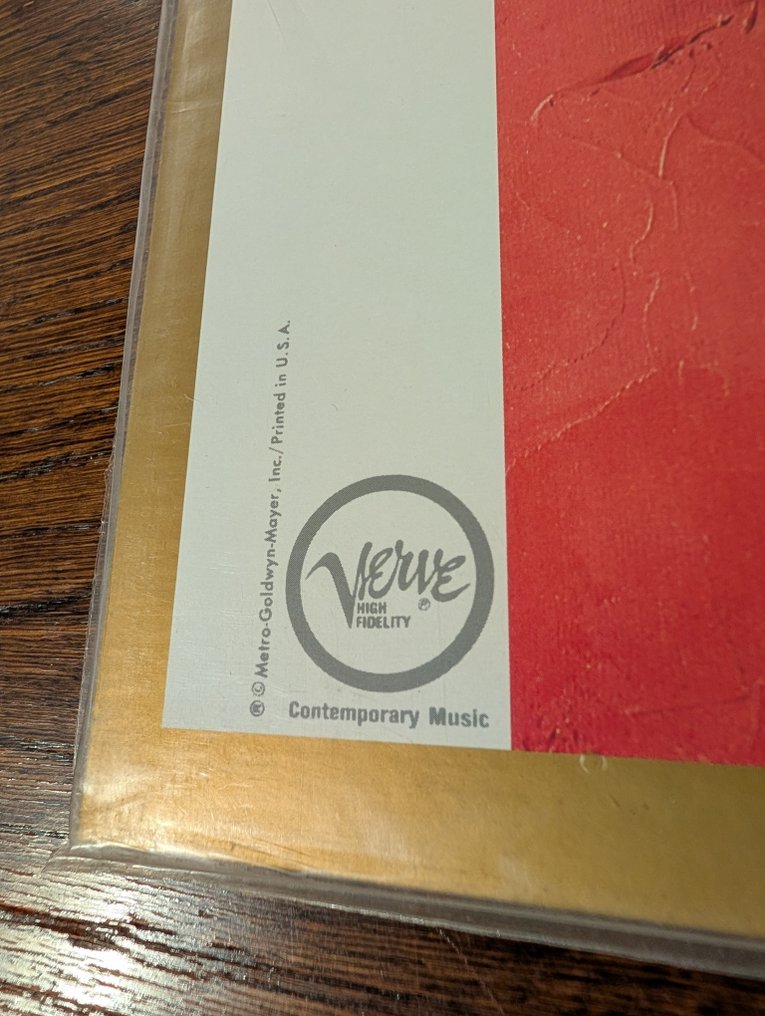 ® © Metro-Goldwyn-Mayer, Inc./Printed in U.S.A.
Verve
HIGH
FIDELITY ®
Contemporary Music